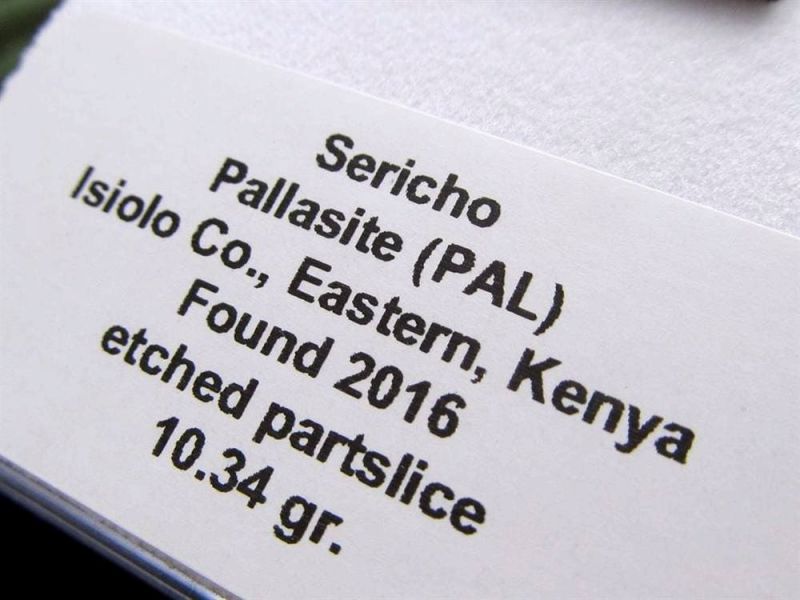 Sericho
Pallasite (PAL)
Isiolo Co., Eastern, Kenya
Found 2016
etched partslice
10.34 gr.